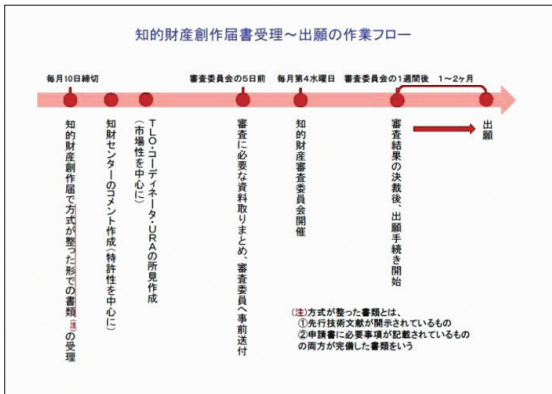 知的財産創作届書受理~出願の作業フロー
毎月10日締切
審査委員会の5日前
毎月第4水曜日
審査委員会の1週間後
1~2ヶ月
知的財産創作届で方式が整った形での書類(注)の受理
知財センターのコメント作成(特許性を中心に)
TLO・コーディネータ・URAの所見作成
(市場性を中心に)
審査に必要な資料取りまとめ、審査委員へ事前送付
知的財産審査委員会開催
審査結果の決裁後、出願手続き開始
出願
(注)方式が整った書類とは、
①先行技術文献が開示されているもの
②申請書に必要事項が記載されているもの
の両方が完備した書類をいう